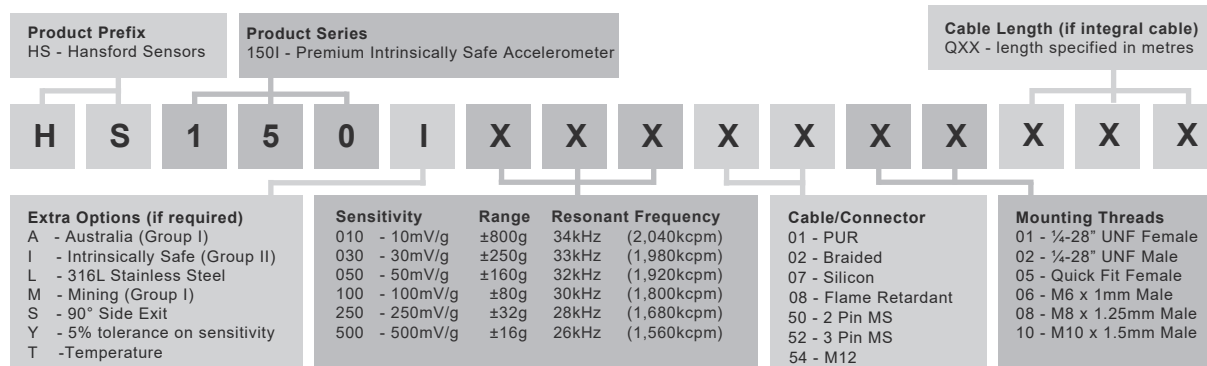 Product Prefix
HS - Hansford Sensors
Product Series
150I - Premium Intrinsically Safe Accelerometer
Cable Length (if integral cable)
QXX - length specified in metres
H S 1 5 0 I X X X X X X X X X X
Extra Options (if required)
A - Australia (Group I)
I - Intrinsically Safe (Group II)
L - 316L Stainless Steel
M - Mining (Group I)
S - 90° Side Exit
Y - 5% tolerance on sensitivity
T -Temperature
Sensitivity Range Resonant Frequency
010 - 10mV/g ±800g 34kHz (2,040kcpm)
030 - 30mV/g ±250g 33kHz (1,980kcpm)
050 - 50mV/g ±160g 32kHz (1,920kcpm)
100 - 100mV/g ±80g 30kHz (1,800kcpm)
250 - 250mV/g ±32g 28kHz (1,680kcpm)
500 - 500mV/g ±16g 26kHz (1,560kcpm)
Cable/Connector
01 - PUR
02 - Braided
07 - Silicon
08 - Flame Retardant
50 - 2 Pin MS
52 - 3 Pin MS
54 - M12
Mounting Threads
01 - ¼-28” UNF Female
02 - ¼-28” UNF Male
05 - Quick Fit Female
06 - M6 x 1mm Male
08 - M8 x 1.25mm Male
10 - M10 x 1.5mm Male